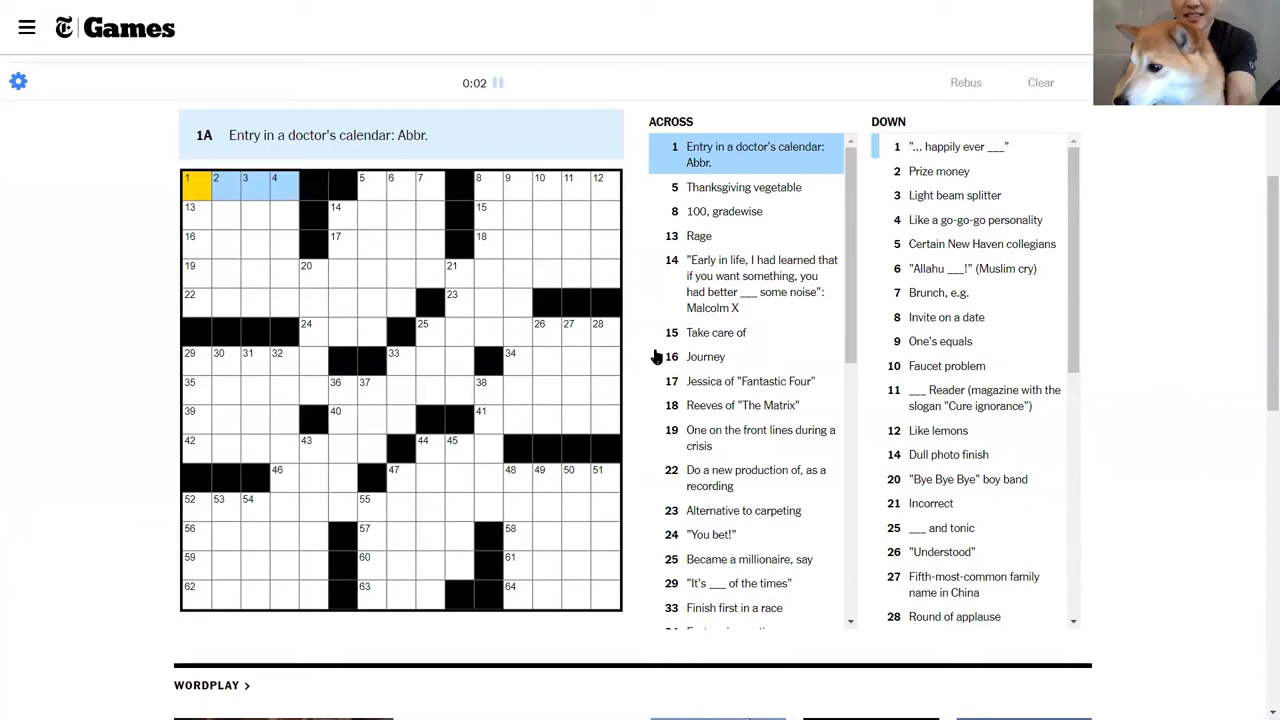 Games
0:02
Rebus
Clear
1A Entry in a doctor's calendar: Abbr.
1 2 3 4 5 6 7 8 9 10 11 12
13 14 15
16 17 18
19 20 21
22 23
24 25 26 27 28
29 30 31 32 33 34
35 36 37 38
39 40 41
42 43 44 45
46 47 48 49 50 51
52 53 54 55
56 57 58
59 60 61
62 63 64
ACROSS
1 Entry in a doctor's calendar:
Abbr.
5 Thanksgiving vegetable
8 100, gradewise
13 Rage
14 "Early in life, I had learned that
if you want something, you
had better ___ some noise":
Malcolm X
15 Take care of
16 Journey
17 Jessica of "Fantastic Four"
18 Reeves of "The Matrix"
19 One on the front lines during a
crisis
22 Do a new production of, as a
recording
23 Alternative to carpeting
24 "You bet!"
25 Became a millionaire, say
29 "It's ___ of the times"
33 Finish first in a race
DOWN
1 "... happily ever ___"
2 Prize money
3 Light beam splitter
4 Like a go-go-go personality
5 Certain New Haven collegians
6 "Allahu ___!" (Muslim cry)
7 Brunch, e.g.
8 Invite on a date
9 One's equals
10 Faucet problem
11 ___ Reader (magazine with the
slogan "Cure ignorance")
12 Like lemons
14 Dull photo finish
20 "Bye Bye Bye" boy band
21 Incorrect
25 ___ and tonic
26 "Understood"
27 Fifth-most-common family
name in China
28 Round of applause
WORDPLAY >